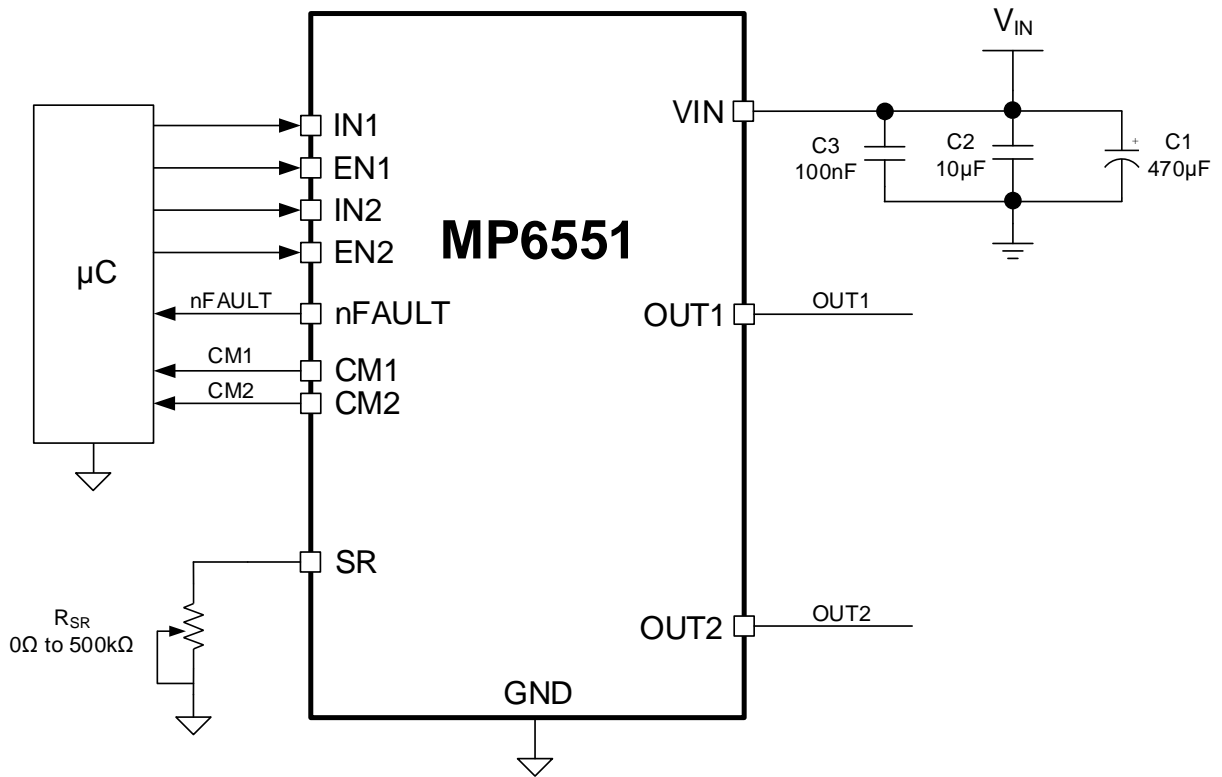 V_IN
VIN
C3
100nF
C2
10µF
+
C1
470µF
µC
IN1
EN1
IN2
EN2
nFAULT
nFAULT
CM1
CM1
CM2
CM2
MP6551
OUT1
OUT1
SR
R_SR
0Ω to 500kΩ
OUT2
OUT2
GND